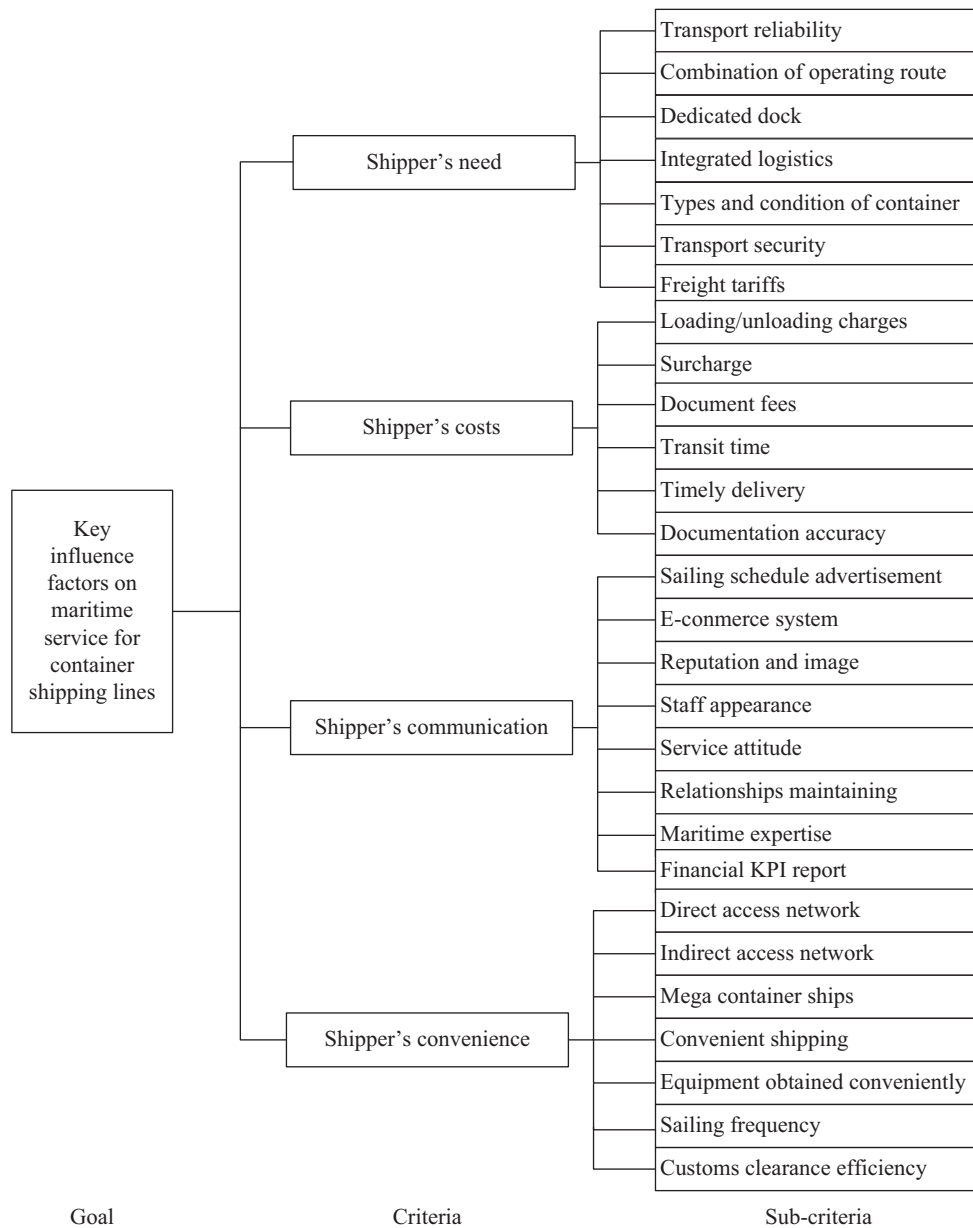 Key
influence
factors on
maritime
service for
container
shipping lines
Shipper's need
Transport reliability
Combination of operating route
Dedicated dock
Integrated logistics
Types and condition of container
Transport security
Freight tariffs
Shipper's costs
Loading/unloading charges
Surcharge
Document fees
Transit time
Timely delivery
Documentation accuracy
Shipper's communication
Sailing schedule advertisement
E-conmerce system
Reputation and image
Staff appearance
Service attitude
Relationships maintaining
Maritime expertise
Financial KPI report
Shipper's convenience
Direct access network
Indirect access network
Mega container ships
Convenient shipping
Equipment obtained conveniently
Sailing frequency
Customs clearance efficiency
Goal
Criteria
Sub-criteria